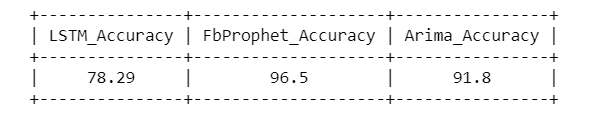 | LSTM_Accuracy | FbProphet_Accuracy | Arima_Accuracy |
| 78.29 | 96.5 | 91.8 |